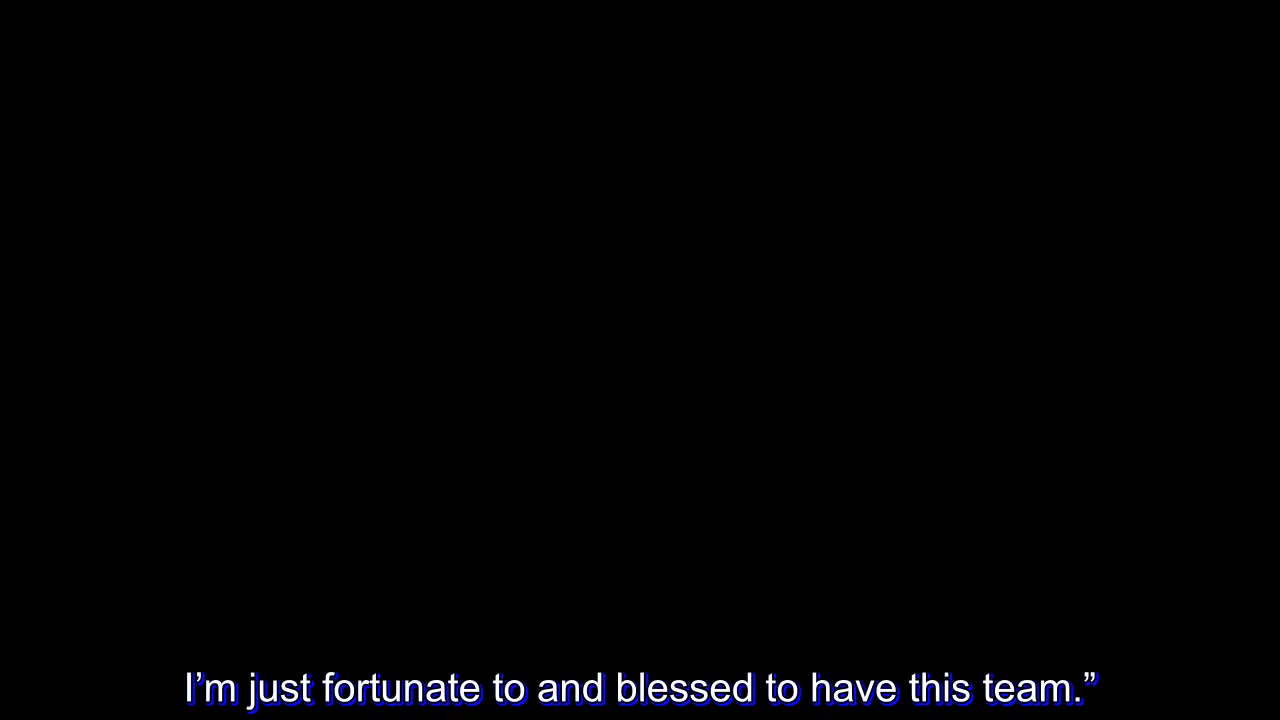 I’m just fortunate to and blessed to have this team.”